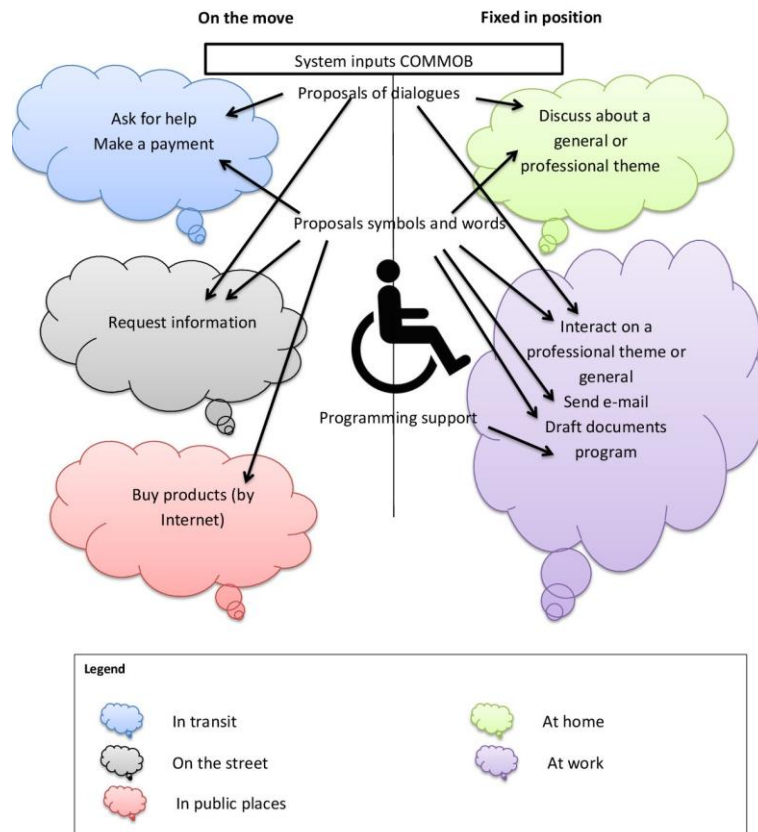 On the move
Fixed in position
System inputs COMMOB
Proposals of dialogues
Ask for help
Make a payment
Discuss about a
general or
professional theme
Proposals symbols and words
Request information
Interact on a
professional theme or
general
Send e-mail
Draft documents
program
Programming support
Buy products (by
Internet)
Legend
In transit
At home
On the street
At work
In public places